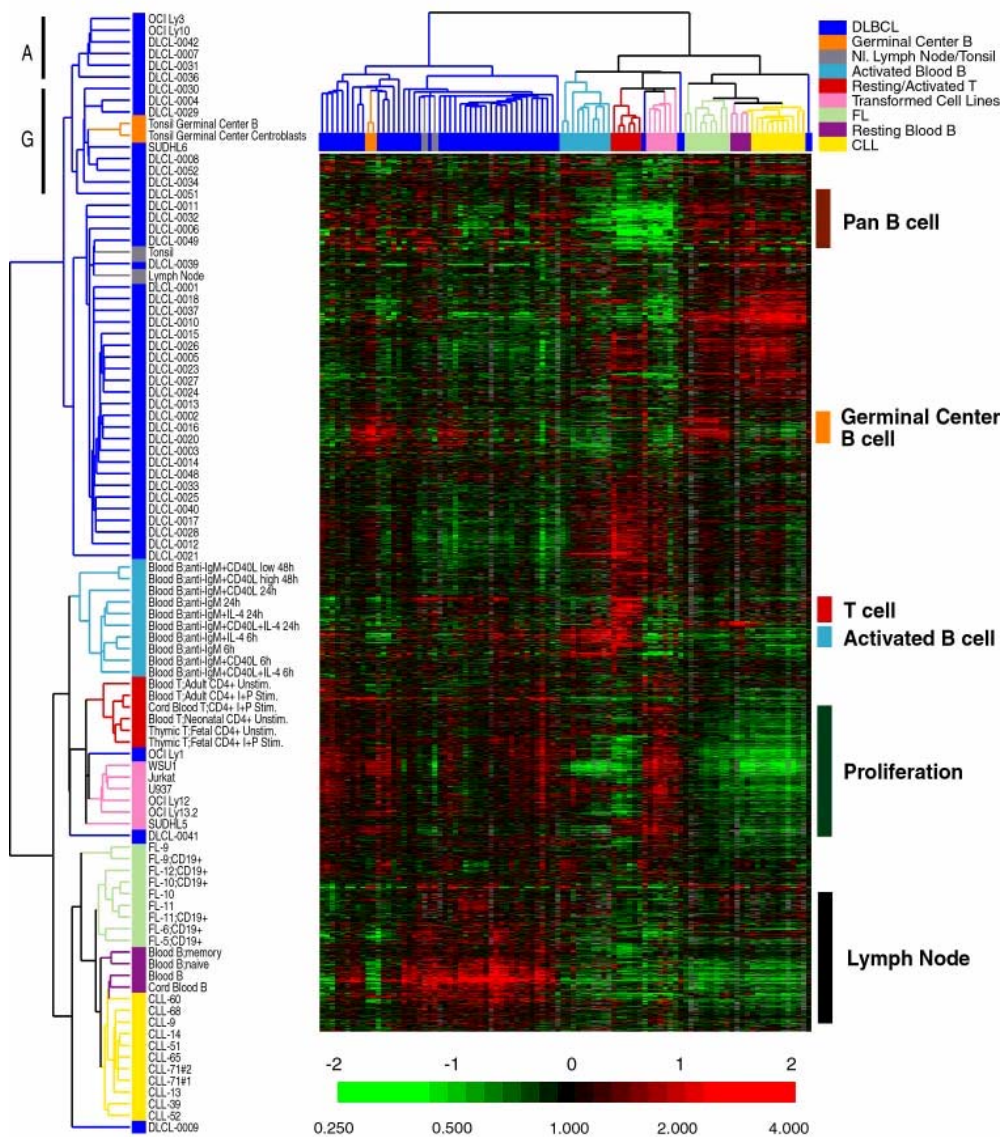 A
G
OCI Ly3
OCI Ly10
DLCL-0042
DLCL-0007
DLCL-0031
DLCL-0036
DLCL-0030
DLCL-0004
DLCL-0029
Tonsil Germinal Center B
Tonsil Germinal Center Centroblasts
SUDHL6
DLCL-0008
DLCL-0052
DLCL-0034
DLCL-0051
DLCL-0011
DLCL-0032
DLCL-0006
DLCL-0049
Tonsil
DLCL-0039
Lymph Node
DLCL-0001
DLCL-0018
DLCL-0037
DLCL-0010
DLCL-0015
DLCL-0026
DLCL-0005
DLCL-0023
DLCL-0027
DLCL-0024
DLCL-0013
DLCL-0002
DLCL-0016
DLCL-0020
DLCL-0003
DLCL-0014
DLCL-0048
DLCL-0033
DLCL-0025
DLCL-0040
DLCL-0017
DLCL-0028
DLCL-0012
DLCL-0021
Blood B;anti-IgM+CD40L low 48h
Blood B;anti-IgM+CD40L high 48h
Blood B;anti-IgM+CD40L 24h
Blood B;anti-IgM 24h
Blood B;anti-IgM+IL-4 24h
Blood B;anti-IgM+CD40L+IL-4 24h
Blood B;anti-IgM+IL-4 6h
Blood B;anti-IgM 6h
Blood B;anti-IgM+CD40L 6h
Blood B;anti-IgM+CD40L+IL-4 6h
Blood T;Adult CD4+ Unstim.
Blood T;Adult CD4+ I+P Stim.
Cord Blood T;CD4+ I+P Stim.
Blood T;Neonatal CD4+ Unstim.
Thymic T;Fetal CD4+ Unstim.
Thymic T;Fetal CD4+ I+P Stim.
OCI Ly1
WSU1
Jurkat
U937
OCI Ly12
OCI Ly13.2
SUDHL5
DLCL-0041
FL-9
FL-9;CD19+
FL-12;CD19+
FL-10;CD19+
FL-10
FL-11
FL-11;CD19+
FL-6;CD19+
FL-5;CD19+
Blood B;memory
Blood B;naive
Blood B
Cord Blood B
CLL-60
CLL-68
CLL-9
CLL-14
CLL-51
CLL-65
CLL-71#2
CLL-71#1
CLL-13
CLL-39
CLL-52
DLCL-0009
DLBCL
Germinal Center B
Nl. Lymph Node/Tonsil
Activated Blood B
Resting/Activated T
Transformed Cell Lines
FL
Resting Blood B
CLL
Pan B cell
Germinal Center
B cell
T cell
Activated B cell
Proliferation
Lymph Node
-2 -1 0 1 2
0.250 0.500 1.000 2.000 4.000